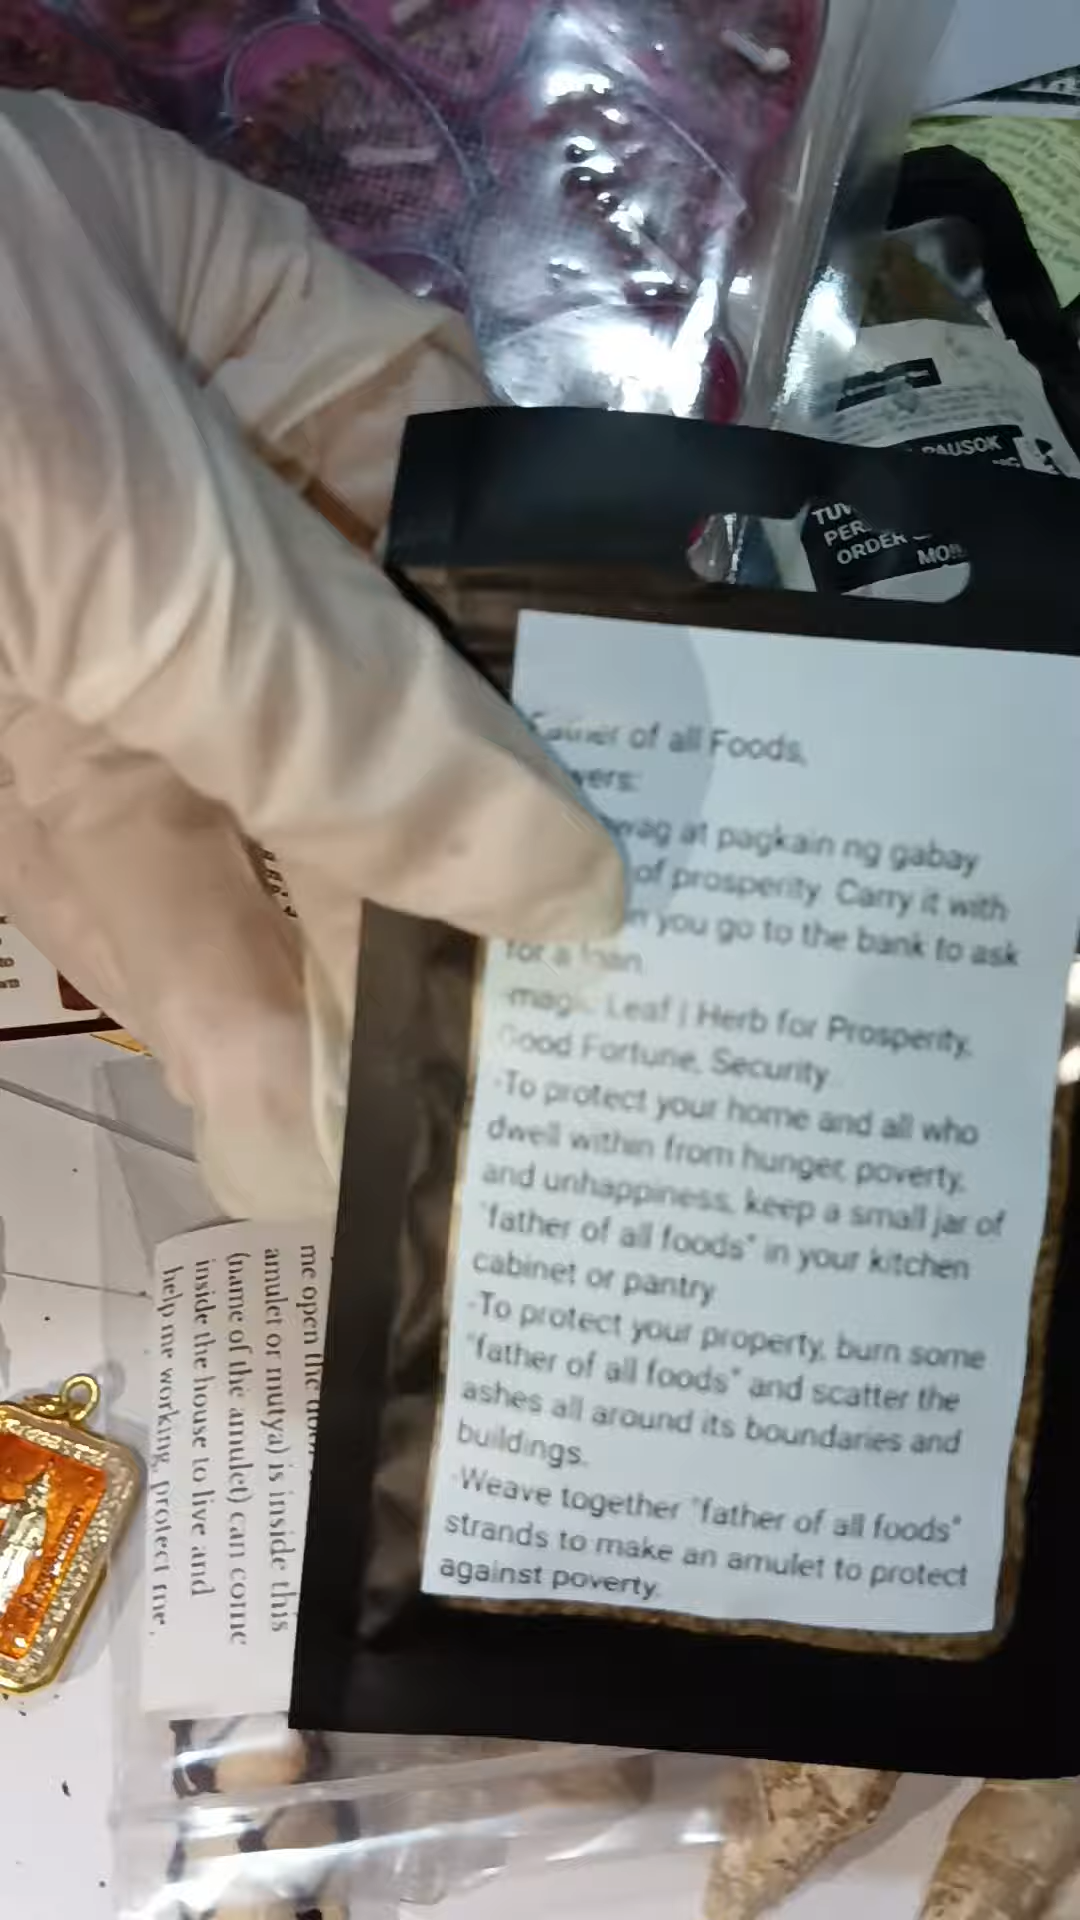 PAUSOK
ORDER
MO!!
of all Foods,
at pagkain ng gabay
of prosperity. Carry it with
you go to the bank to ask
for a loan.
Leaf | Herb for Prosperity,
Good Fortune, Security.
-To protect your home and all who
dwell within from hunger, poverty,
and unhappiness, keep a small jar of
"father of all foods" in your kitchen
cabinet or pantry
-To protect your property, burn some
"father of all foods" and scatter the
ashes all around its boundaries and
buildings.
-Weave together "father of all foods"
strands to make an amulet to protect
against poverty.
me open the
amulet or mutya) is inside this
(name of the amulet) can come
inside the house to live and
help me working, protect me,